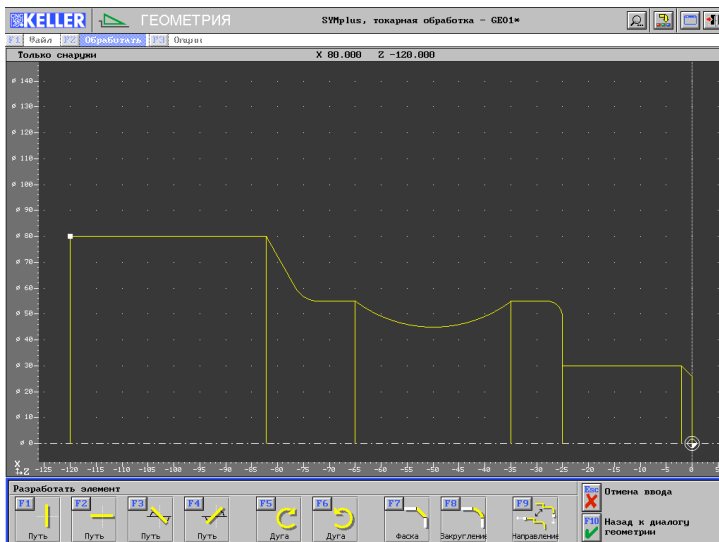 KELLER ГЕОМЕТРИЯ SYMplus, токарная обработка - GEO1*
F1 Файл F2 Обработать F3 Опции
Только снаружи X 80.000 Z -120.000
ø 140
ø 130
ø 120
ø 110
ø 100
ø 90
ø 80
ø 70
ø 60
ø 50
ø 40
ø 30
ø 20
ø 10
ø 0
X
Z -125 -120 -115 -110 -105 -100 -95 -90 -85 -80 -75 -70 -65 -60 -55 -50 -45 -40 -35 -30 -25 -20 -15 -10 -5 0 5
Разработать элемент
F1 F2 F3 F4 F5 F6 F7 F8 F9
Путь Путь Путь Путь Дуга Дуга Фаска Закругление Направление
Esc Отмена ввода
F10 Назад к диалогу
геометрии